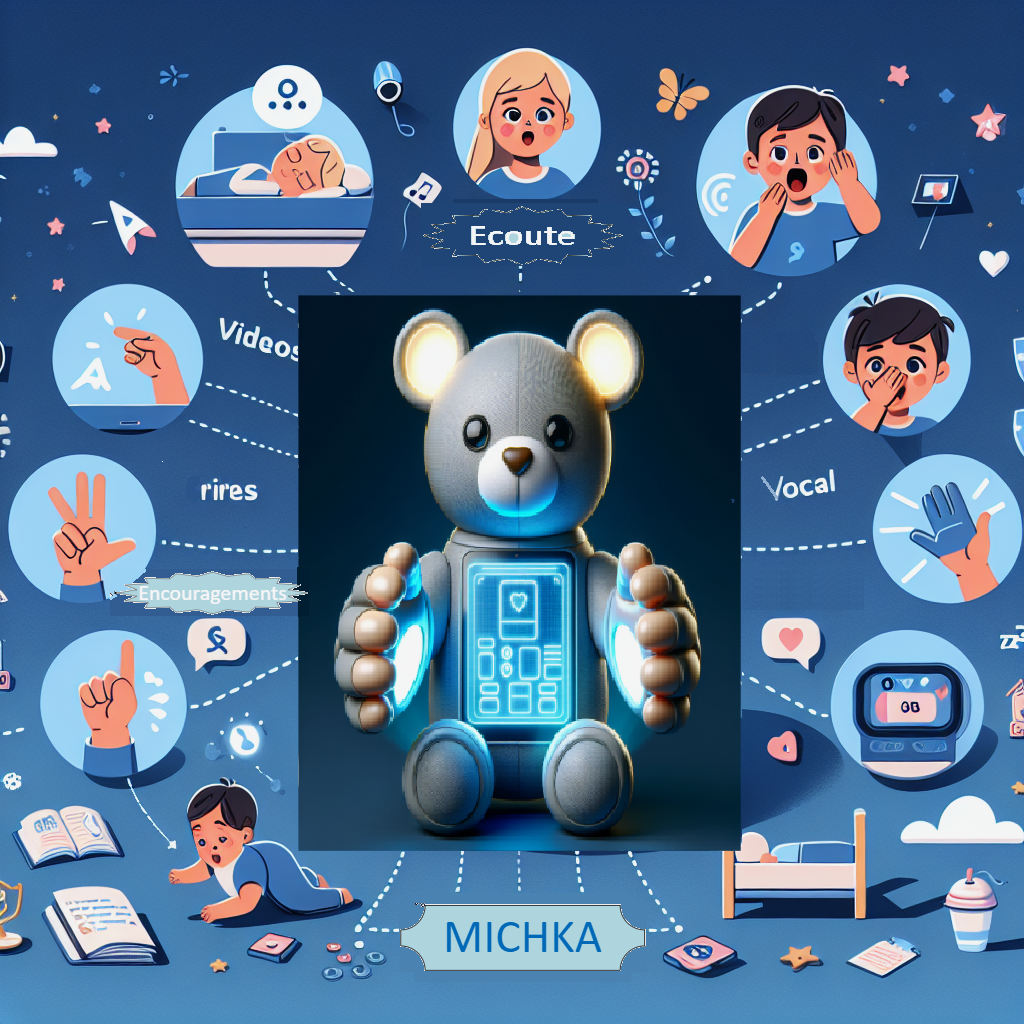 Ecoute
Videos
rires
Vocal
Encouragements
MICHKA